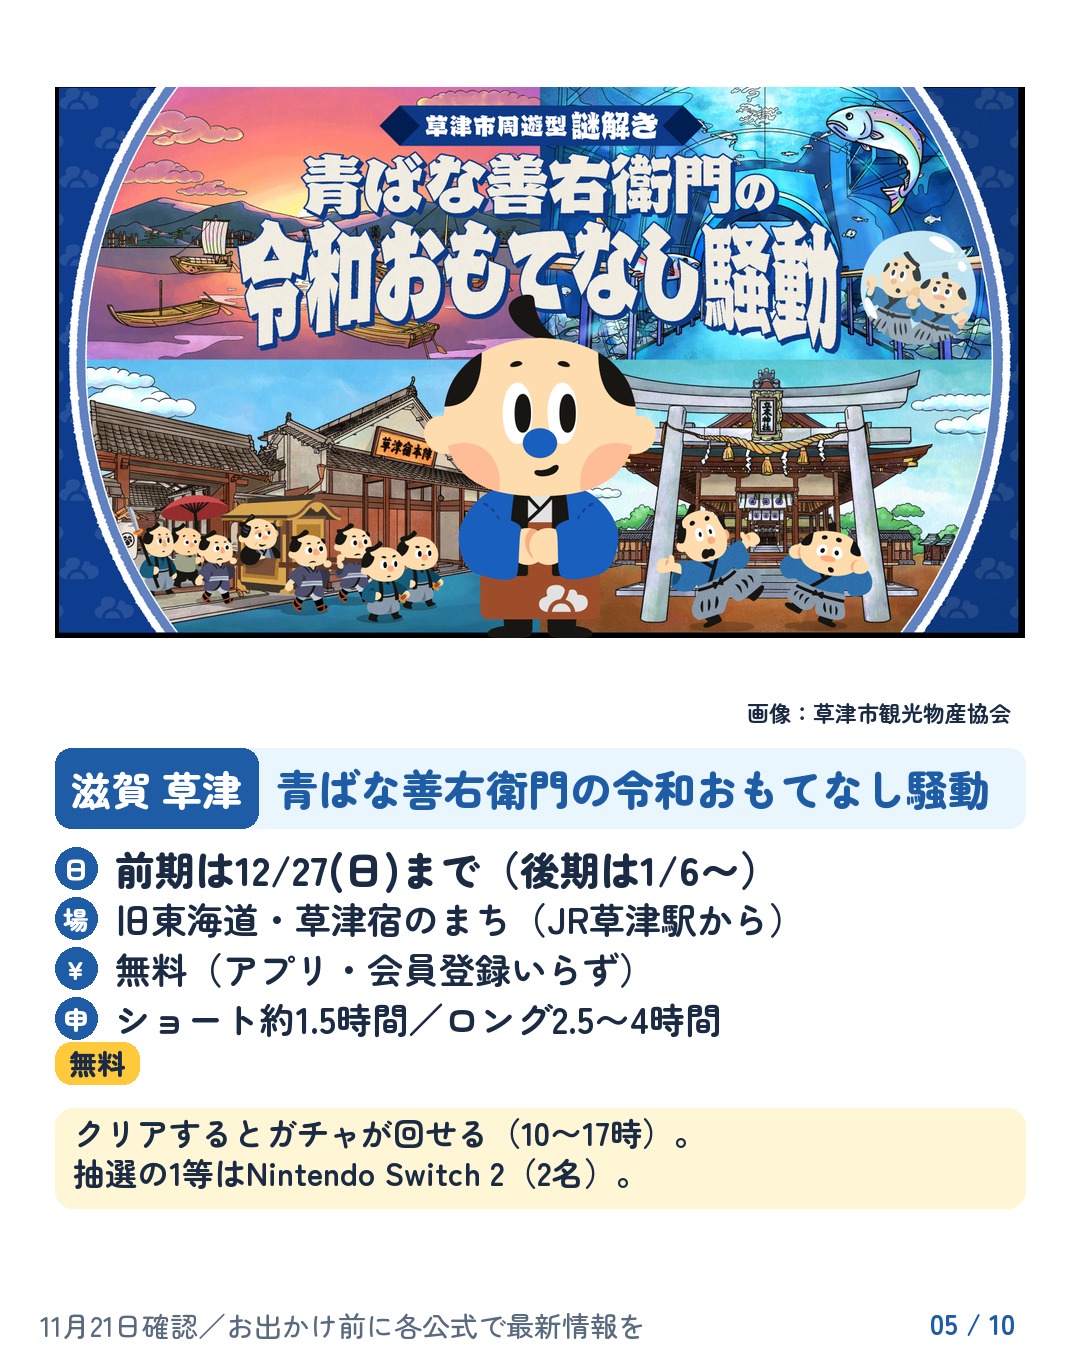 草津市周遊型 謎解き
青ばな善右衛門の
令和おもてなし騒動
草津宿本陣
立木神社
画像：草津市観光物産協会
滋賀 草津 青ばな善右衛門の令和おもてなし騒動
日 前期は12/27(日)まで（後期は1/6〜）
場 旧東海道・草津宿のまち（JR草津駅から）
¥ 無料（アプリ・会員登録いらず）
申 ショート約1.5時間／ロング2.5〜4時間
無料
クリアするとガチャが回せる（10〜17時）。
抽選の1等はNintendo Switch 2（2名）。
11月21日確認／お出かけ前に各公式で最新情報を
05 / 10